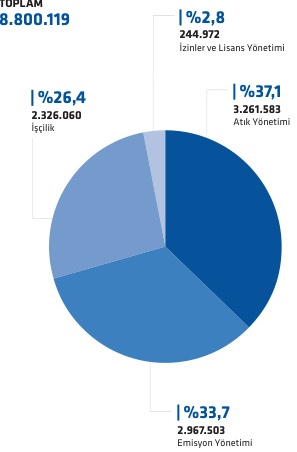 TOPLAM
8.800.119
%2,8
244.972
İzinler ve Lisans Yönetimi
%37,1
3.261.583
Atık Yönetimi
%26,4
2.326.060
İşçilik
%33,7
2.967.503
Emisyon Yönetimi